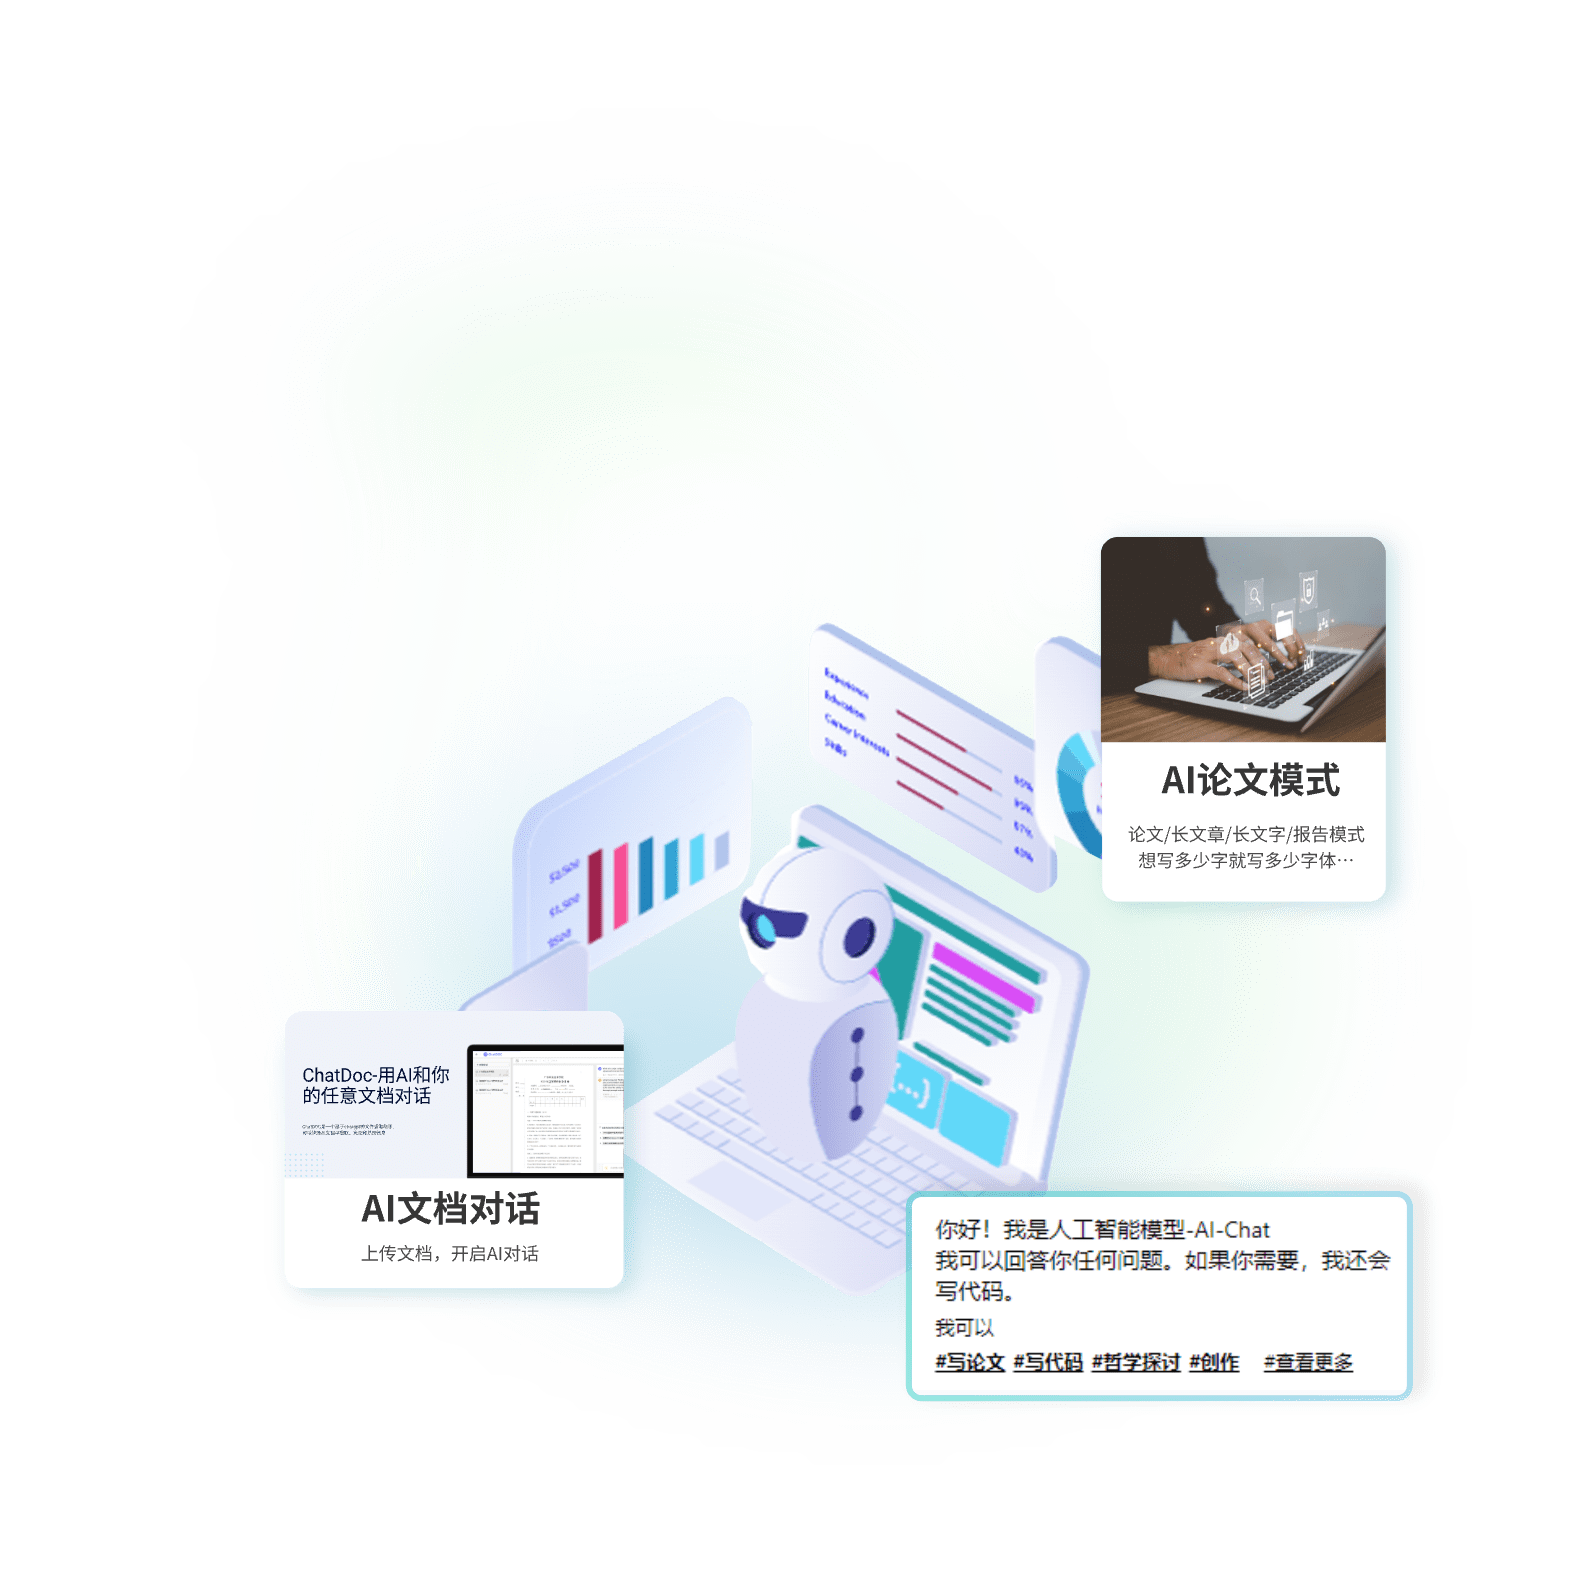 Experience
Education
Career Interests
Skills
95%
67%
40%
$2,500
$1,500
$500
AI论文模式
论文/长文章/长文字/报告模式
想写多少字就写多少字体…
ChatDoc-用AI和你
的任意文档对话
AI文档对话
上传文档，开启AI对话
你好！我是人工智能模型-AI-Chat
我可以回答你任何问题。如果你需要，我还会
写代码。
我可以
#写论文 #写代码 #哲学探讨 #创作 #查看更多